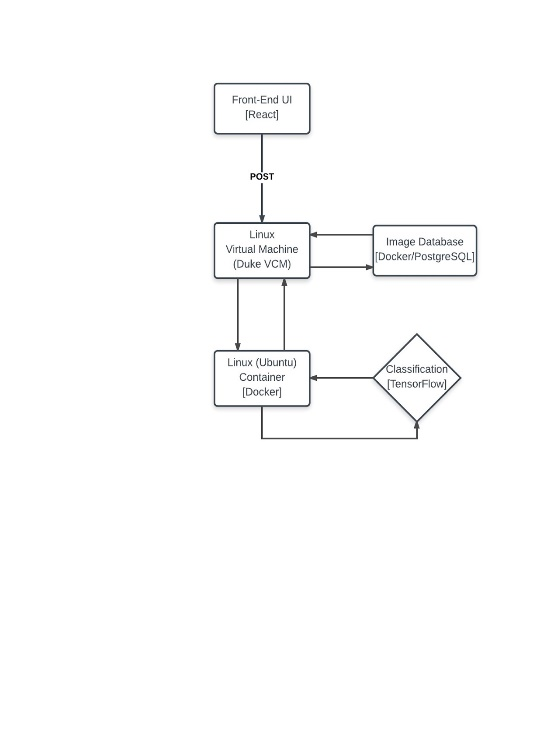 Front-End UI
[React]
POST
Linux
Virtual Machine
(Duke VCM)
Image Database
[Docker/PostgreSQL]
Linux (Ubuntu)
Container
[Docker]
Classification
[TensorFlow]